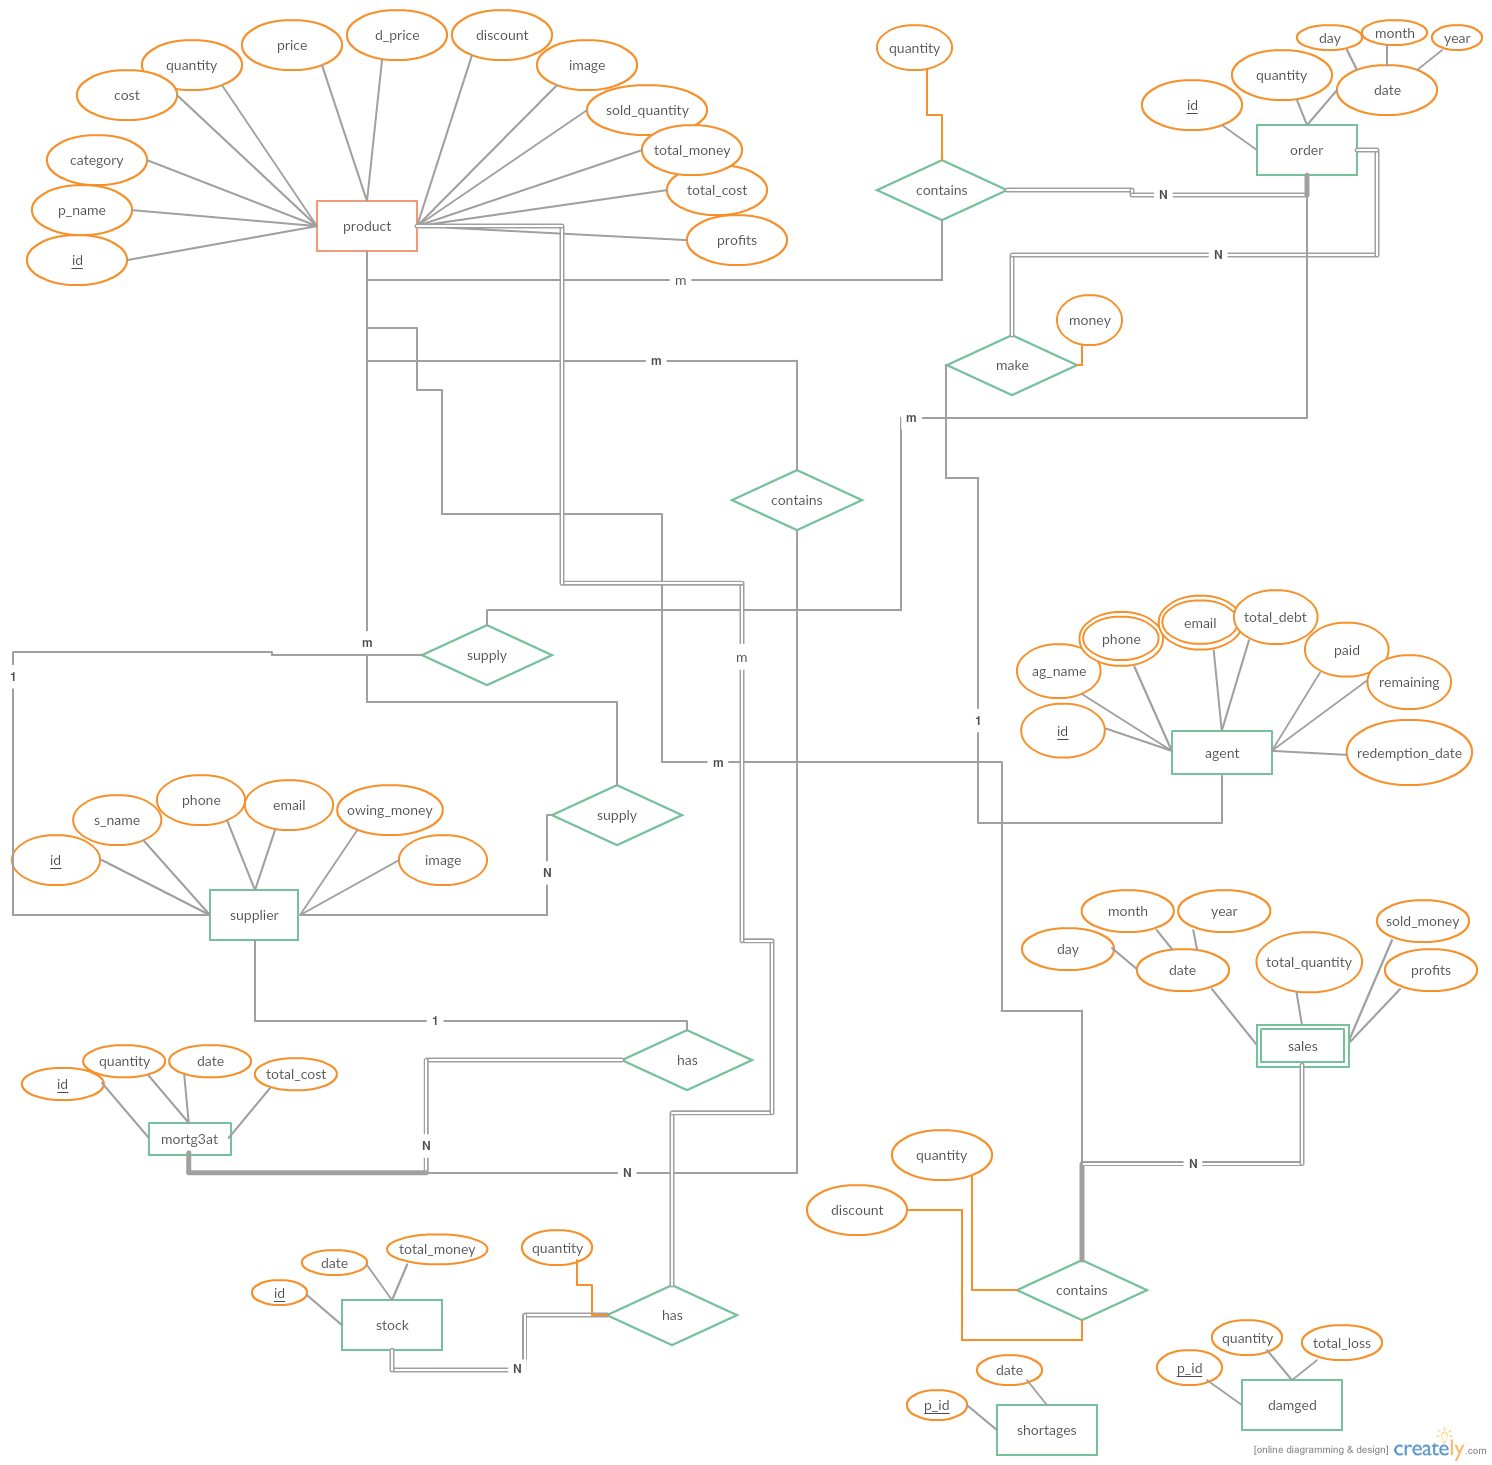 d_price
discount
price
quantity
image
cost
sold_quantity
category
total_money
total_cost
p_name
product
profits
id
quantity
day
month
year
quantity
date
id
order
contains
N
m
N
money
make
m
m
contains
m
1
supply
m
1
m
supply
N
phone
email
total_debt
paid
ag_name
remaining
id
agent
redemption_date
phone
email
owing_money
s_name
id
image
supplier
month
year
sold_money
day
date
total_quantity
profits
sales
1
has
quantity
date
total_cost
id
mortg3at
N
N
N
quantity
discount
contains
date
total_money
id
stock
quantity
has
N
date
p_id
shortages
quantity
total_loss
p_id
damged
[online diagramming & design] creately.com